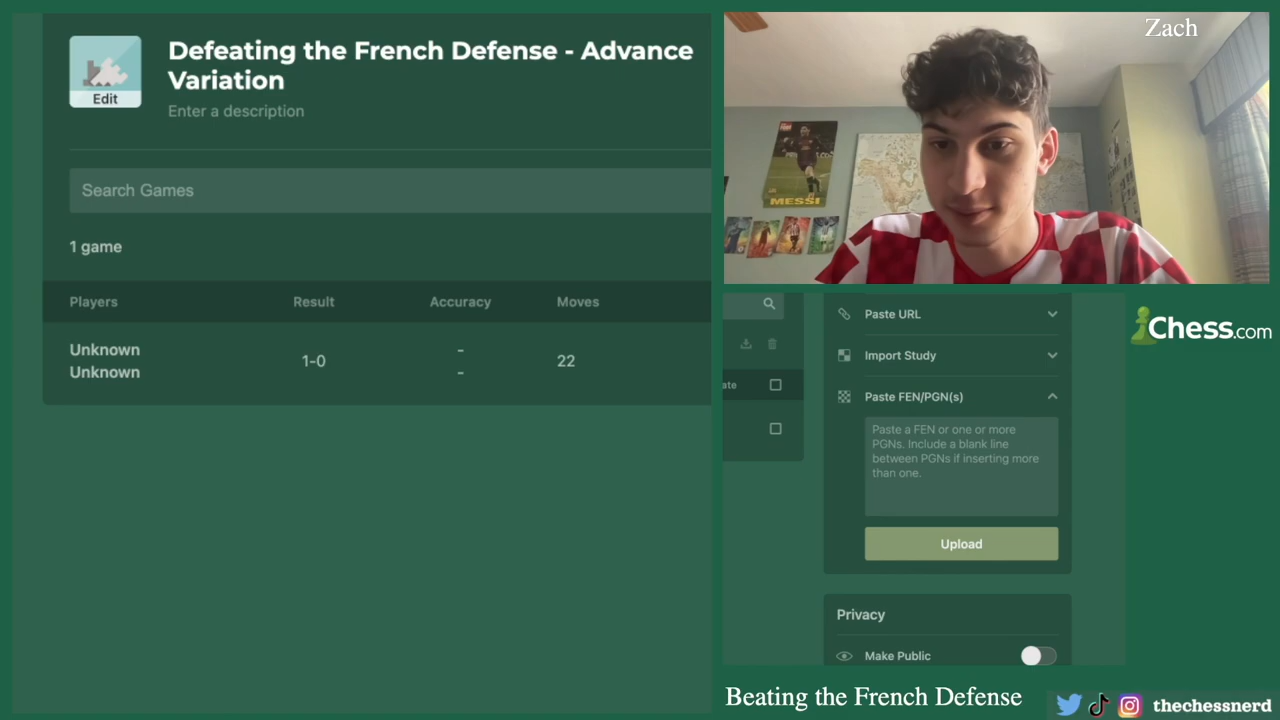 Defeating the French Defense - Advance
Variation
Edit
Enter a description
Search Games
1 game
Players Result Accuracy Moves
Unknown
Unknown
1-0
-
-
22
Zach
MESSI
Paste URL
Import Study
ate
Paste FEN/PGN(s)
Paste a FEN or one or more
PGNs. Include a blank line
between PGNs if inserting more
than one.
Upload
Privacy
Make Public
Chess.com
Beating the French Defense
thechessnerd